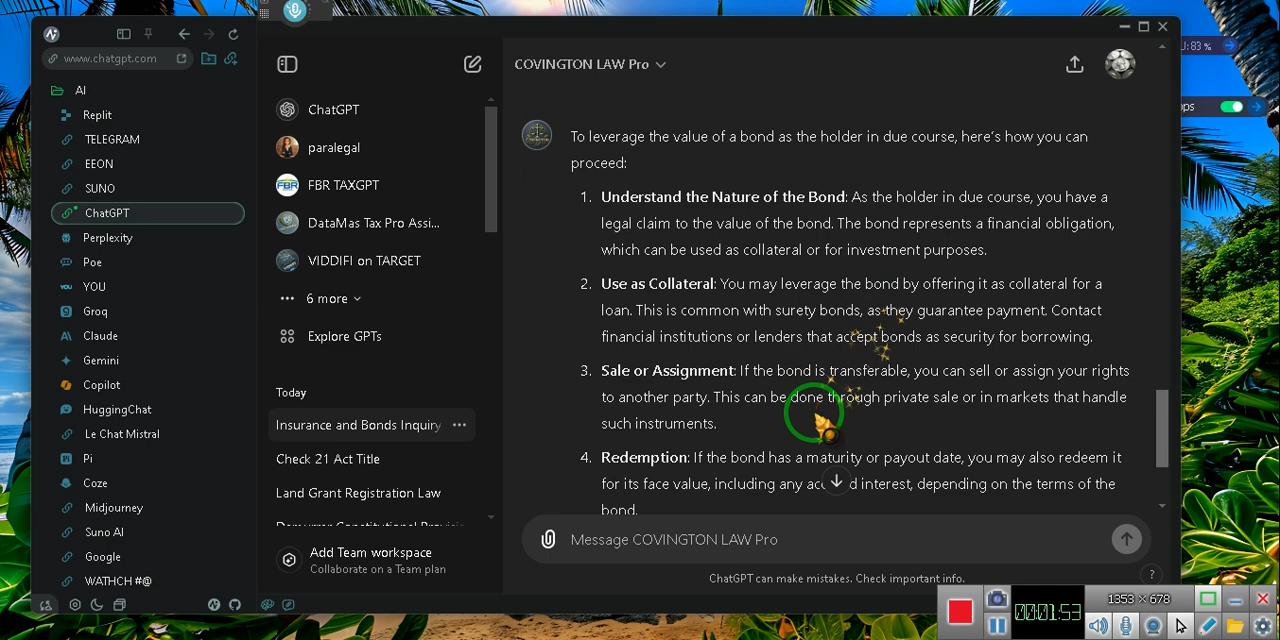 www.chatgpt.com
AI
Replit
TELEGRAM
EEON
SUNO
ChatGPT
Perplexity
Poe
YOU
Groq
Claude
Gemini
Copilot
HuggingChat
Le Chat Mistral
Pi
Coze
Midjourney
Suno AI
Google
WATHCH #@
ChatGPT
paralegal
FBR TAXGPT
DataMas Tax Pro Assi...
VIDDIFI on TARGET
6 more
Explore GPTs
Today
Insurance and Bonds Inquiry
Check 21 Act Title
Land Grant Registration Law
Add Team workspace
Collaborate on a Team plan
COVINGTON LAW Pro
To leverage the value of a bond as the holder in due course, here's how you can
proceed:
1. Understand the Nature of the Bond: As the holder in due course, you have a
legal claim to the value of the bond. The bond represents a financial obligation,
which can be used as collateral or for investment purposes.
2. Use as Collateral: You may leverage the bond by offering it as collateral for a
loan. This is common with surety bonds, as they guarantee payment. Contact
financial institutions or lenders that accept bonds as security for borrowing.
3. Sale or Assignment: If the bond is transferable, you can sell or assign your rights
to another party. This can be done through private sale or in markets that handle
such instruments.
4. Redemption: If the bond has a maturity or payout date, you may also redeem it
for its face value, including any interest, depending on the terms of the
bond.
Message COVINGTON LAW Pro
ChatGPT can make mistakes. Check important info.
?
U: 83 %
ops
1353 × 678
00:01:53